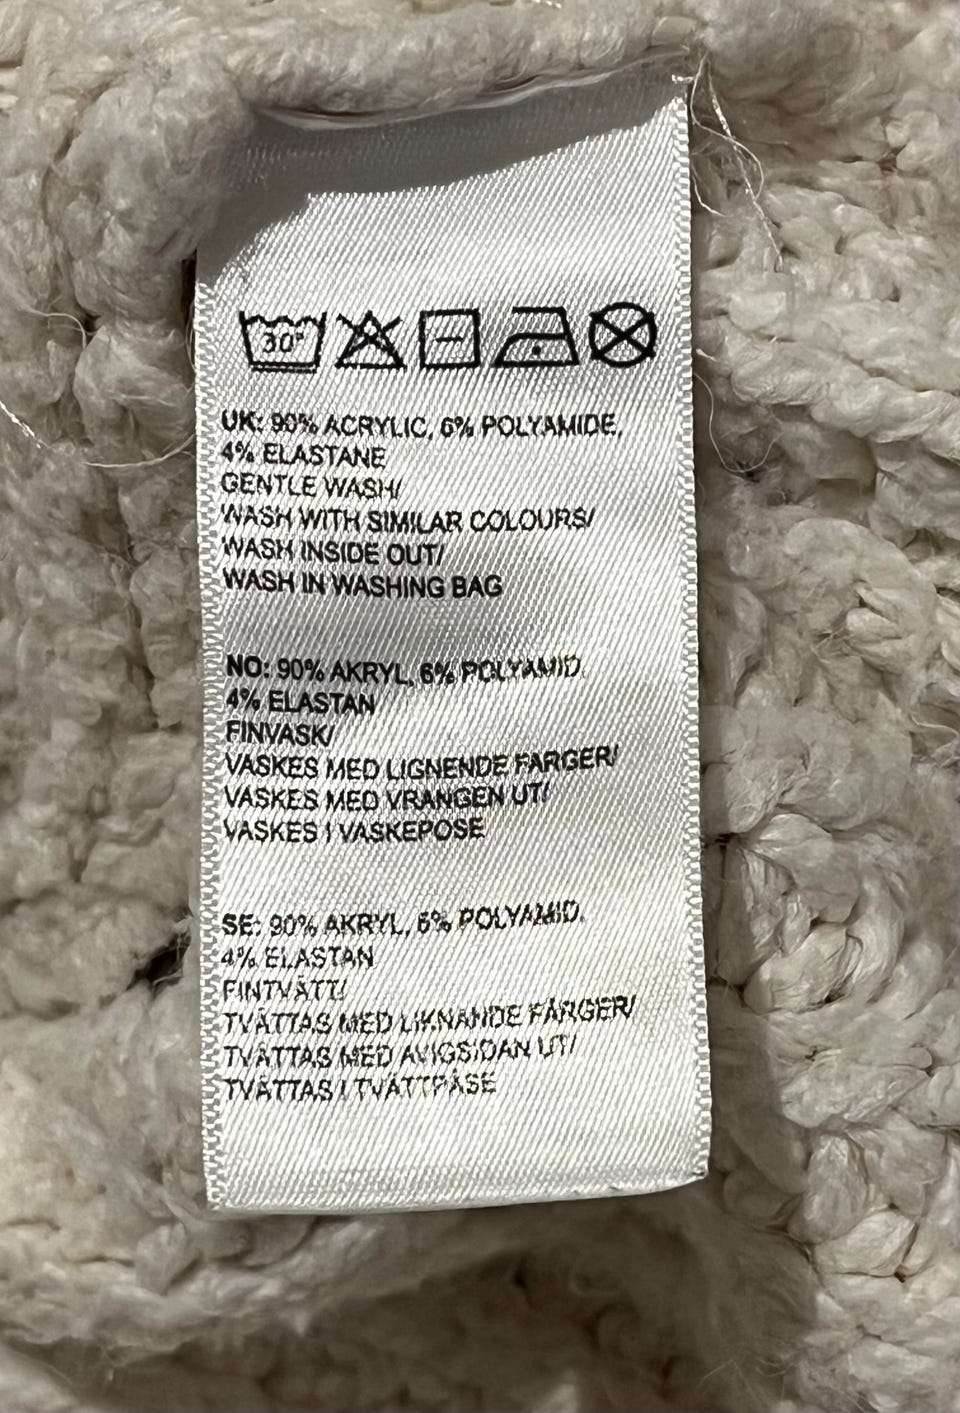 30°
UK: 90% ACRYLIC, 6% POLYAMIDE,
4% ELASTANE
GENTLE WASH/
WASH WITH SIMILAR COLOURS/
WASH INSIDE OUT/
WASH IN WASHING BAG
NO: 90% AKRYL, 6% POLYAMID,
4% ELASTAN
FINVASK/
VASKES MED LIGNENDE FARGER/
VASKES MED VRANGEN UT/
VASKES I VASKEPOSE
SE: 90% AKRYL, 6% POLYAMID,
4% ELASTAN
FINTVÄTT/
TVÄTTAS MED LIKNANDE FÄRGER/
TVÄTTAS MED AVIGSIDAN UT/
TVÄTTAS I TVÄTTPÅSE